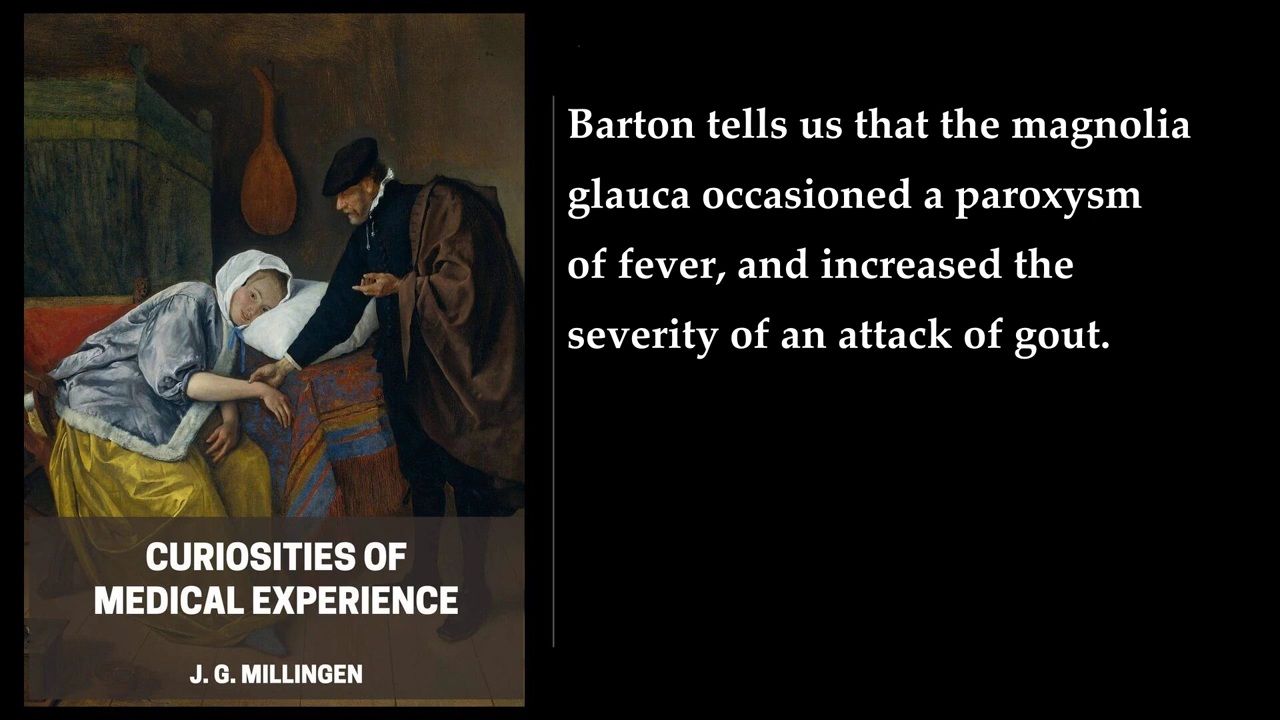 Barton tells us that the magnolia
glauca occasioned a paroxysm
of fever, and increased the
severity of an attack of gout.
CURIOSITIES OF
MEDICAL EXPERIENCE
J. G. MILLINGEN